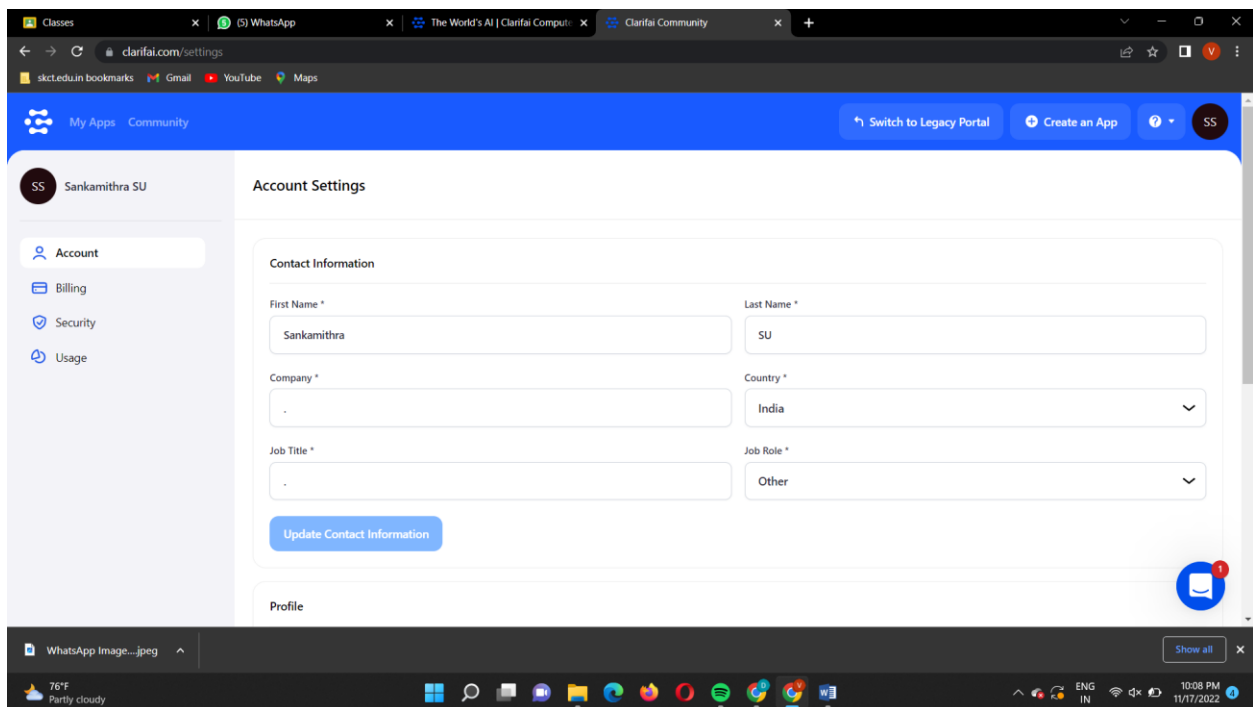 Classes
(5) WhatsApp
The World's AI | Clarifai Compute
Clarifai Community
clarifai.com/settings
V
skct.edu.in bookmarks Gmail YouTube Maps
My Apps Community
Switch to Legacy Portal
Create an App
?
SS
SS
Sankamithra SU
Account Settings
Account
Billing
Security
Usage
Contact Information
First Name *
Last Name *
Sankamithra
SU
Company *
Country *
.
India
Job Title *
Job Role *
.
Other
Update Contact Information
1
Profile
WhatsApp Image....jpeg
Show all
76°F
Partly cloudy
ENG
IN
10:08 PM
11/17/2022
4